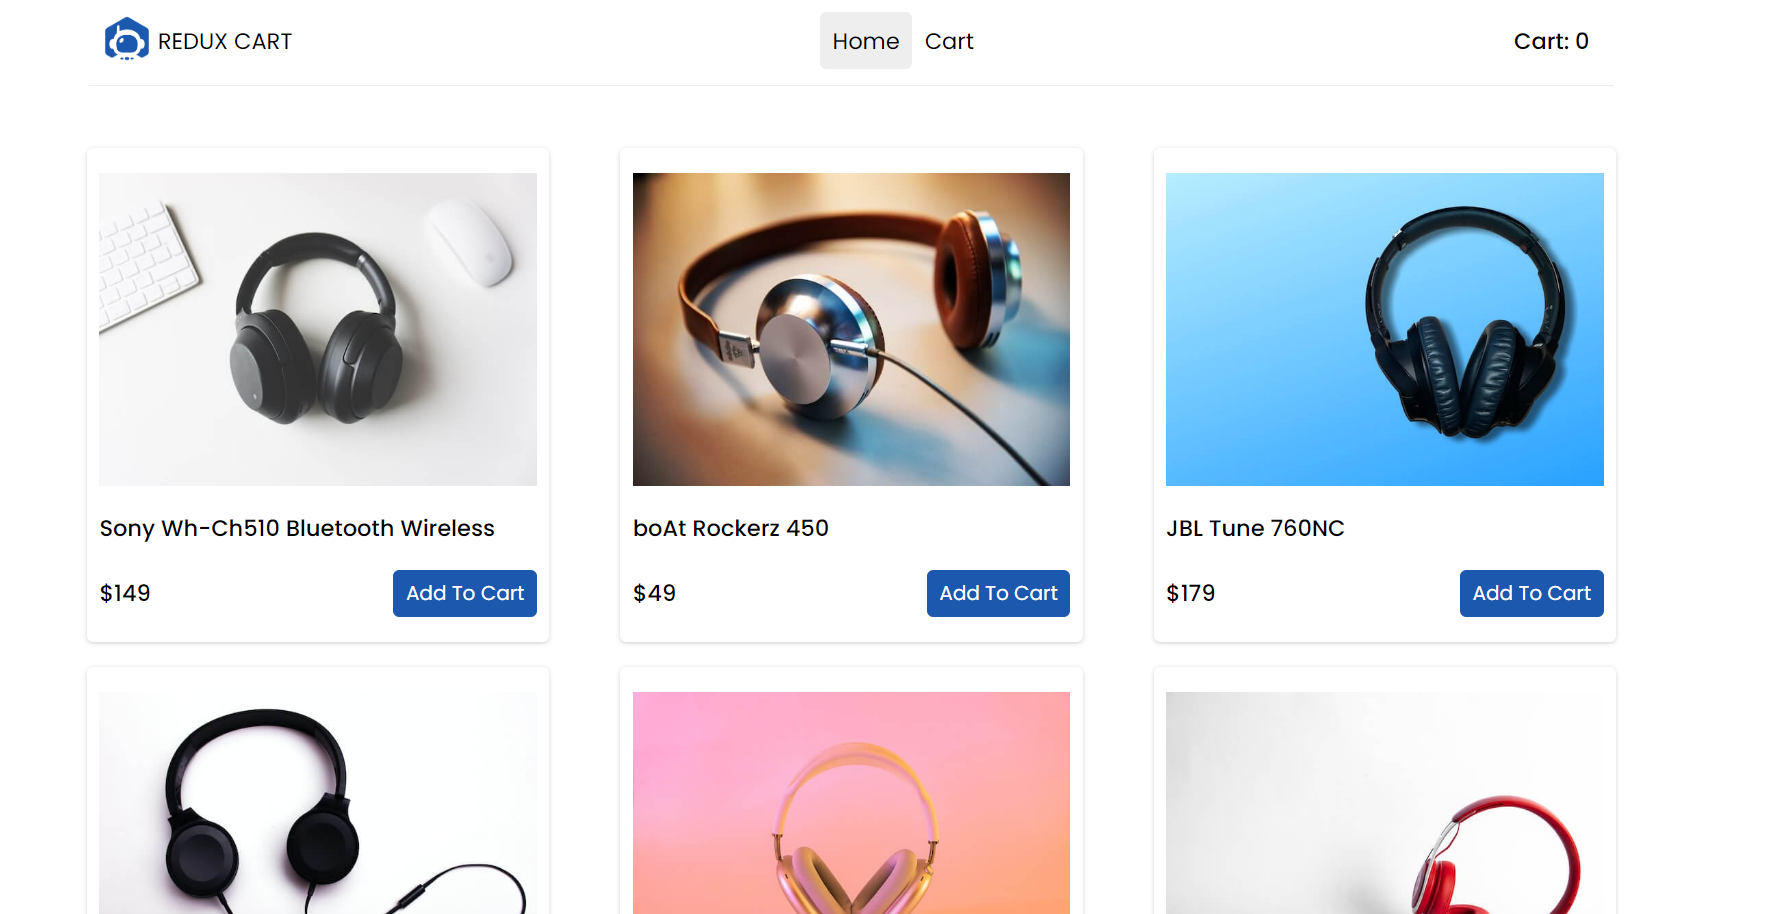 REDUX CART
Home
Cart
Cart: 0
Sony Wh-Ch510 Bluetooth Wireless
$149
Add To Cart
boAt Rockerz 450
$49
Add To Cart
JBL Tune 760NC
$179
Add To Cart